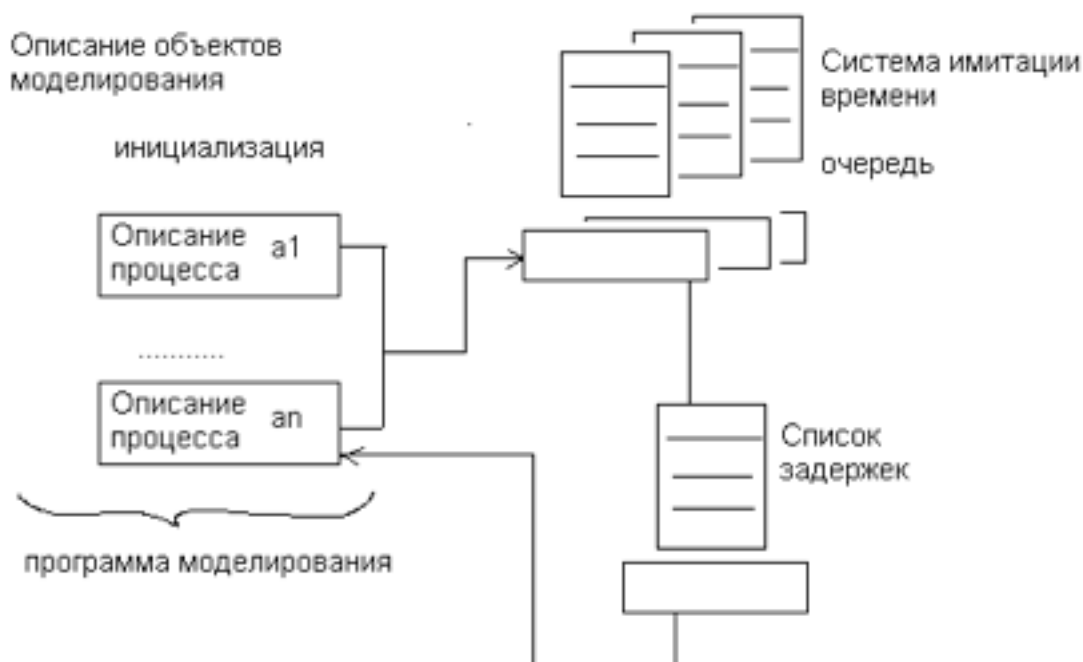 Описание объектов
моделирования
инициализация
Система имитации
времени
очередь
Описание
процесса a1
............
Описание
процесса an
Список
задержек
программа моделирования